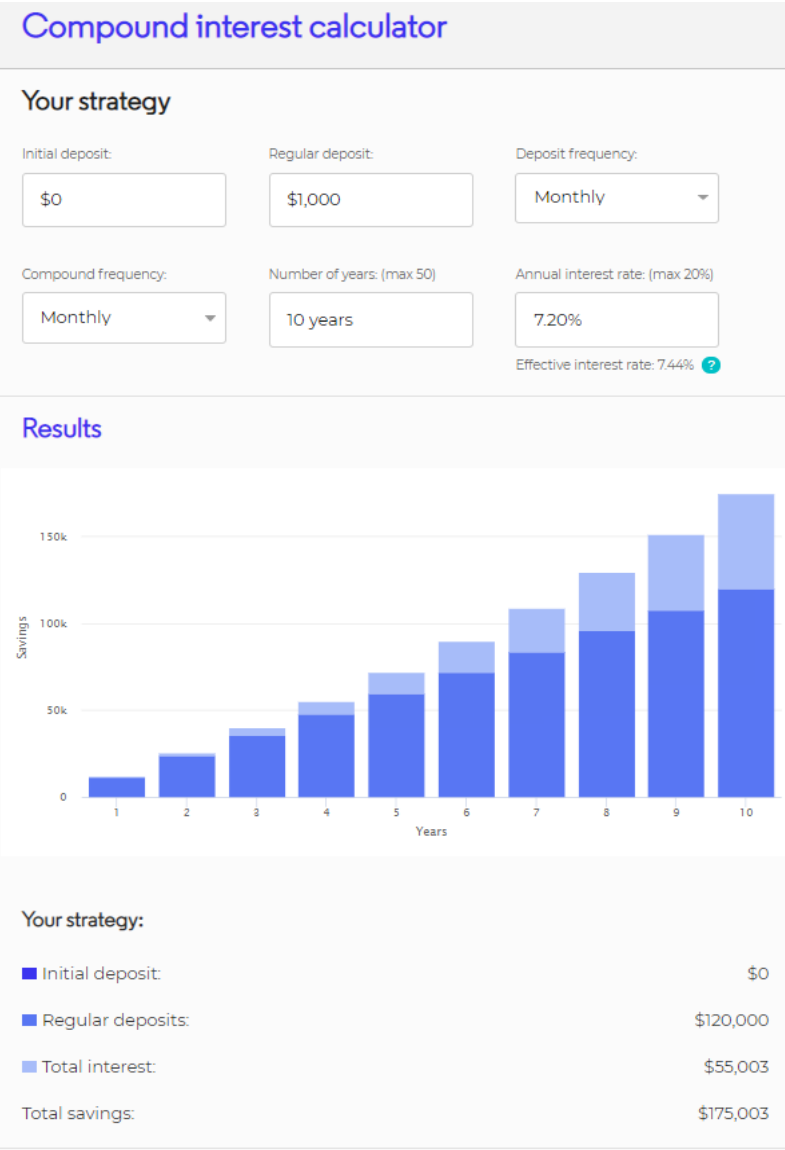 Compound interest calculator
Your strategy
Initial deposit: Regular deposit: Deposit frequency:
$0 $1,000 Monthly
Compound frequency: Number of years: (max 50) Annual interest rate: (max 20%)
Monthly 10 years 7.20%
Effective interest rate: 7.44% ?
Results
150k
100k
50k
0
Savings
1 2 3 4 5 6 7 8 9 10
Years
Your strategy:
Initial deposit: $0
Regular deposits: $120,000
Total interest: $55,003
Total savings: $175,003